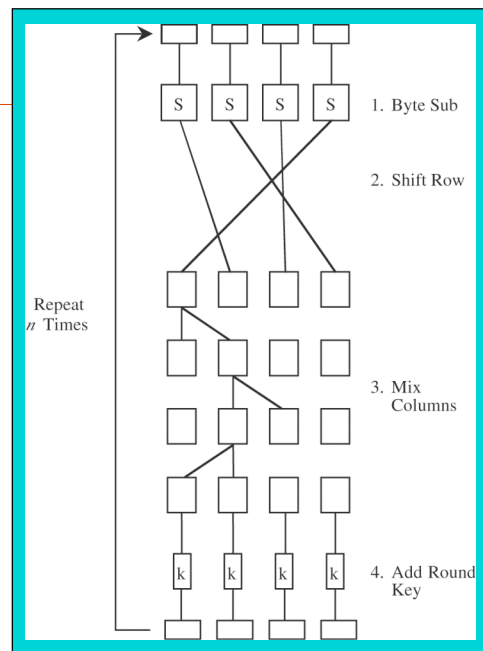 S S S S
1. Byte Sub
2. Shift Row
Repeat
n Times
3. Mix
Columns
k k k k
4. Add Round
Key